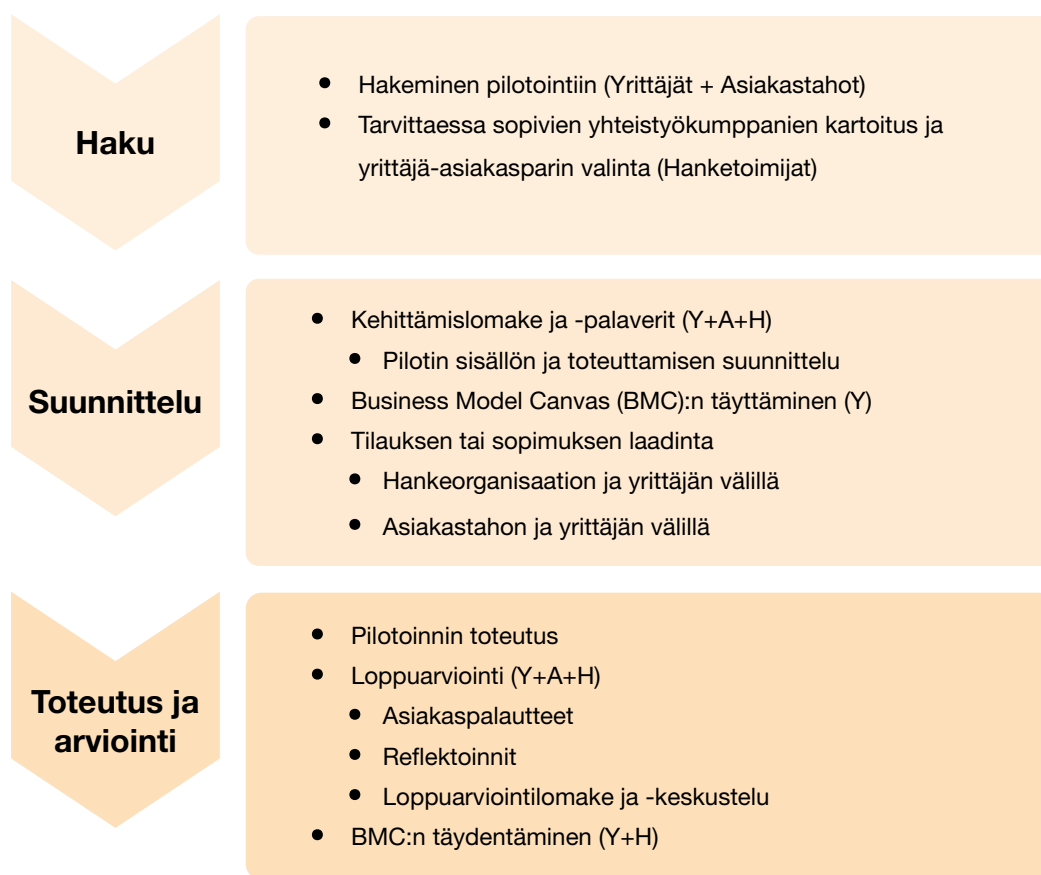 Haku
• Hakeminen pilotointiin (Yrittäjät + Asiakastahot)
• Tarvittaessa sopivien yhteistyökumppanien kartoitus ja
yrittäjä-asiakasparin valinta (Hanketoimijat)
Suunnittelu
• Kehittämislomake ja -palaverit (Y+A+H)
• Pilotin sisällön ja toteuttamisen suunnittelu
• Business Model Canvas (BMC):n täyttäminen (Y)
• Tilauksen tai sopimuksen laadinta
• Hankeorganisaation ja yrittäjän välillä
• Asiakastahon ja yrittäjän välillä
Toteutus ja
arviointi
• Pilotoinnin toteutus
• Loppuarviointi (Y+A+H)
• Asiakaspalautteet
• Reflektoinnit
• Loppuarviointilomake ja -keskustelu
• BMC:n täydentäminen (Y+H)